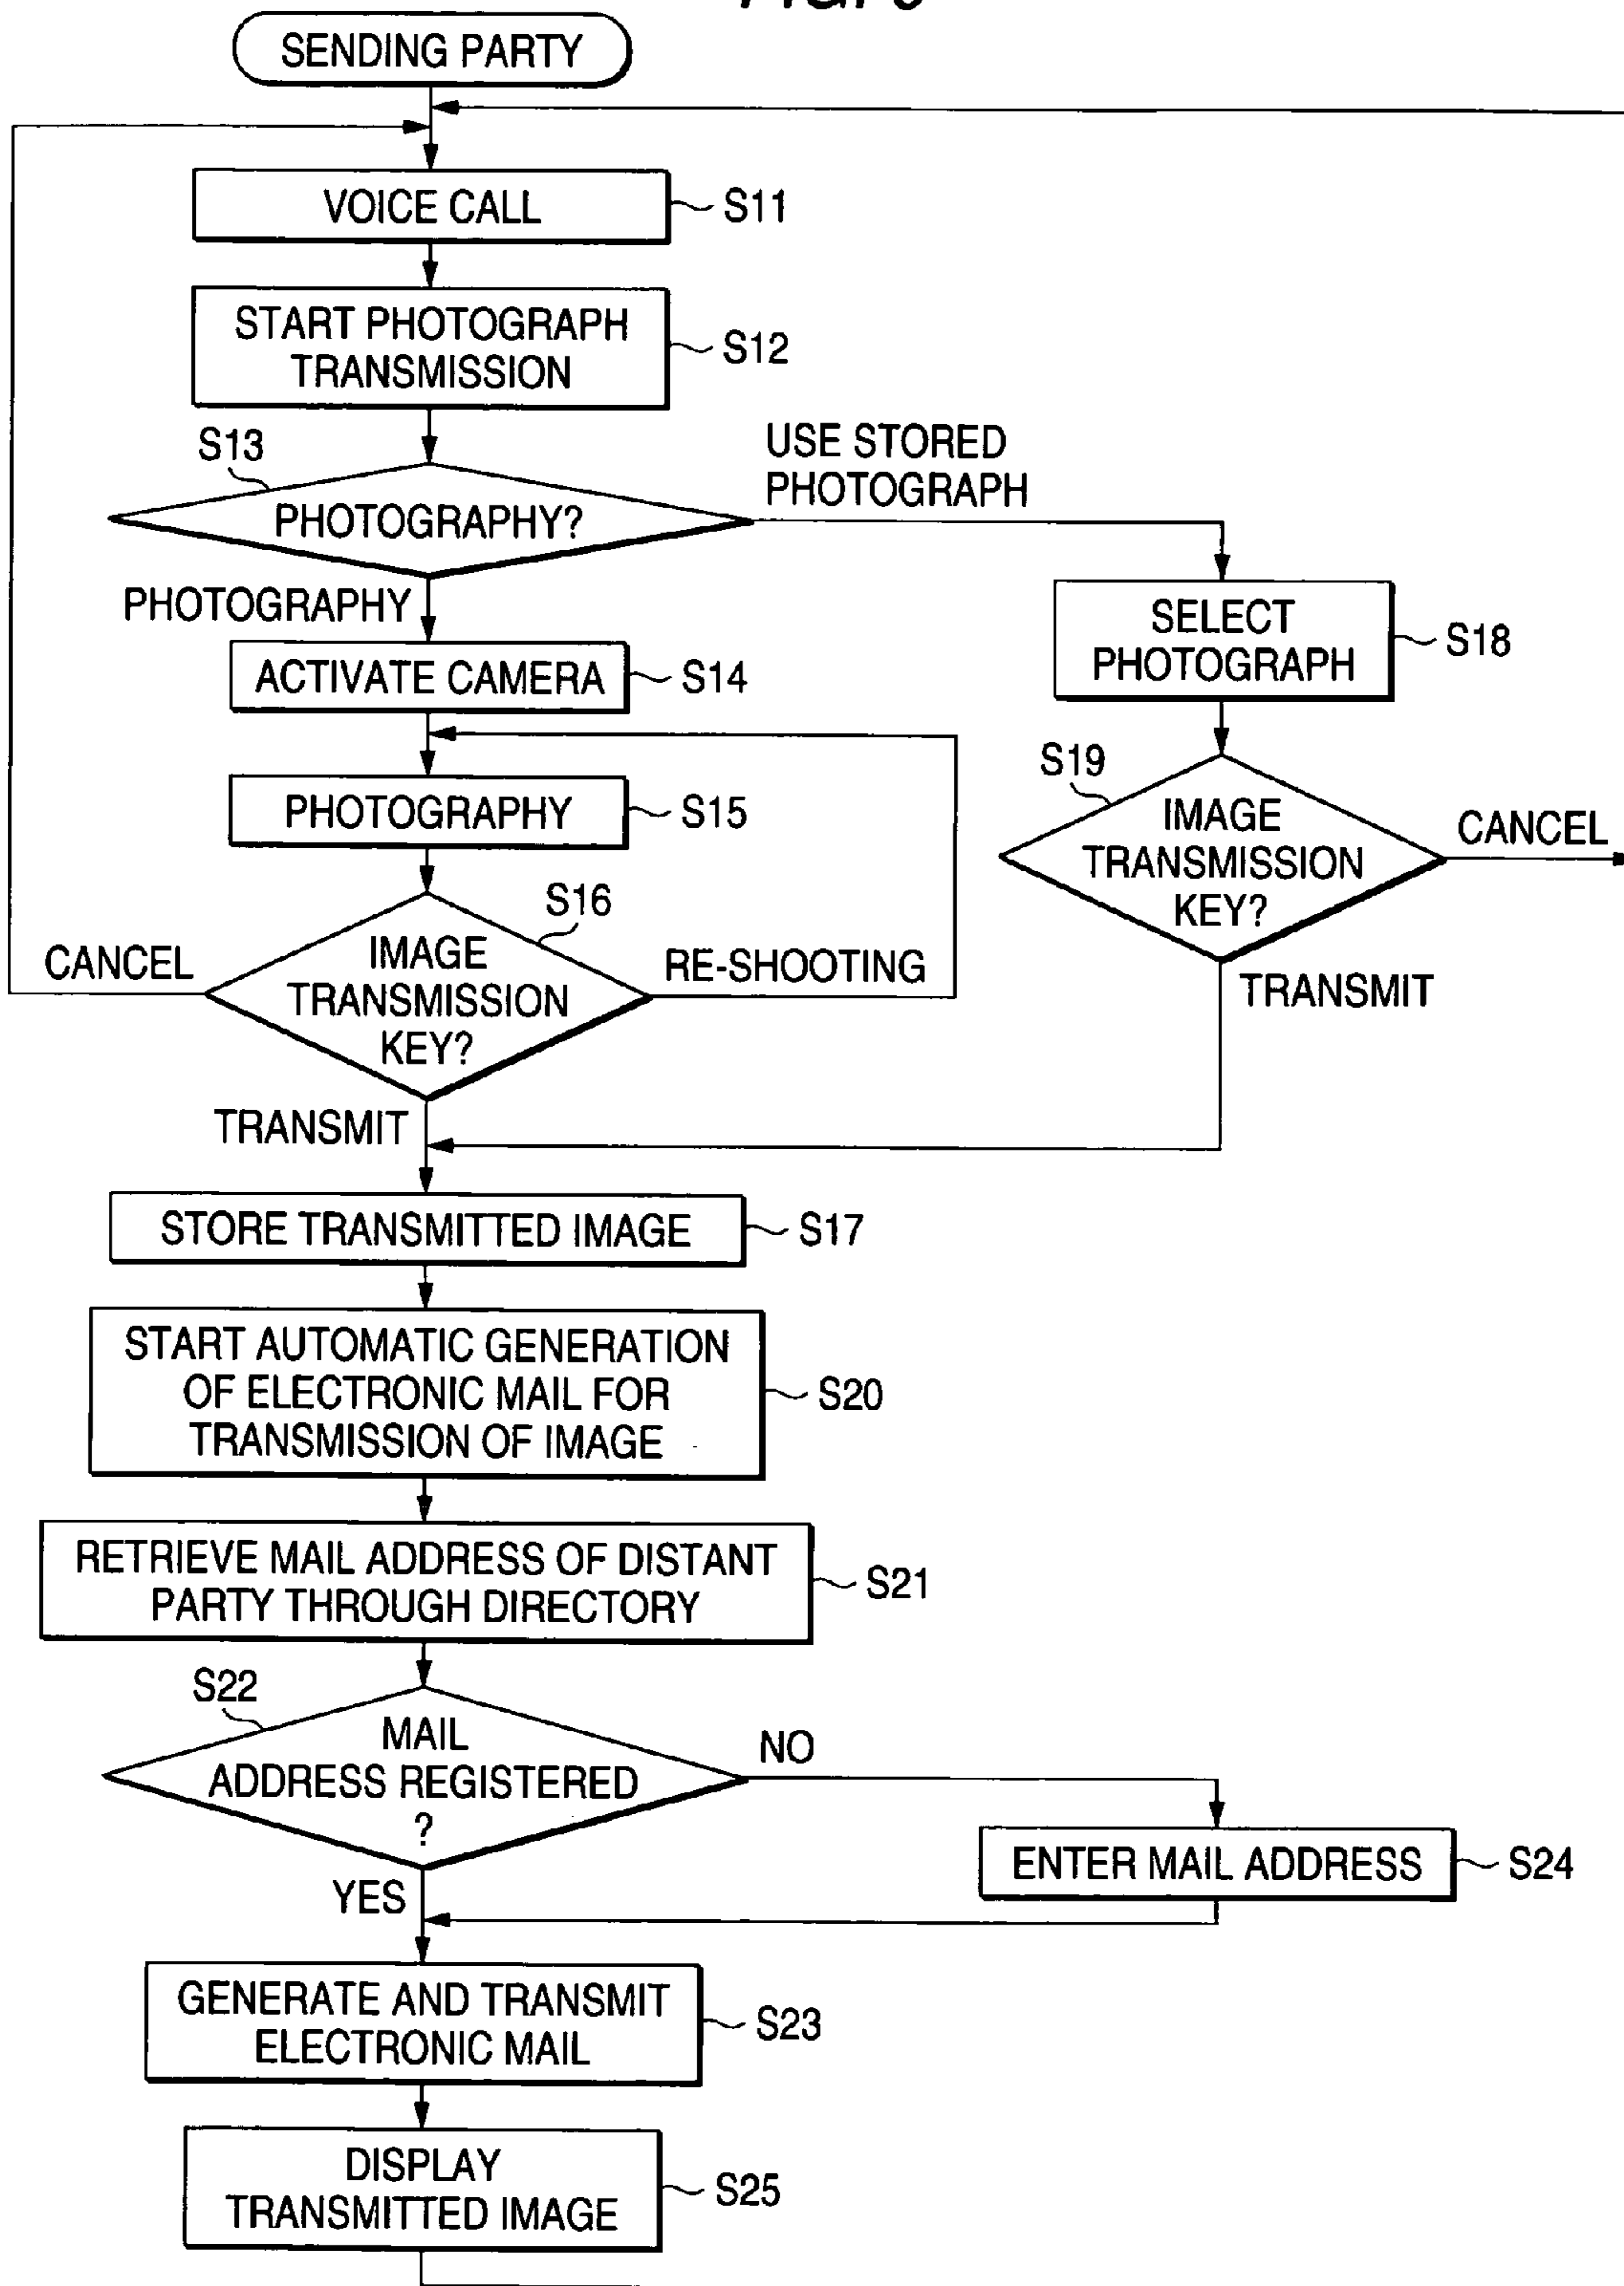 SENDING PARTY
VOICE CALL
S11
START PHOTOGRAPH
TRANSMISSION
S12
S13
PHOTOGRAPHY?
USE STORED
PHOTOGRAPH
PHOTOGRAPHY
SELECT
PHOTOGRAPH
S18
ACTIVATE CAMERA
S14
S19
IMAGE
TRANSMISSION
KEY?
CANCEL
PHOTOGRAPHY
S15
S16
CANCEL
IMAGE
TRANSMISSION
KEY?
RE-SHOOTING
TRANSMIT
TRANSMIT
STORE TRANSMITTED IMAGE
S17
START AUTOMATIC GENERATION
OF ELECTRONIC MAIL FOR
TRANSMISSION OF IMAGE
S20
RETRIEVE MAIL ADDRESS OF DISTANT
PARTY THROUGH DIRECTORY
S21
S22
MAIL
ADDRESS REGISTERED
?
NO
ENTER MAIL ADDRESS
S24
YES
GENERATE AND TRANSMIT
ELECTRONIC MAIL
S23
DISPLAY
TRANSMITTED IMAGE
S25